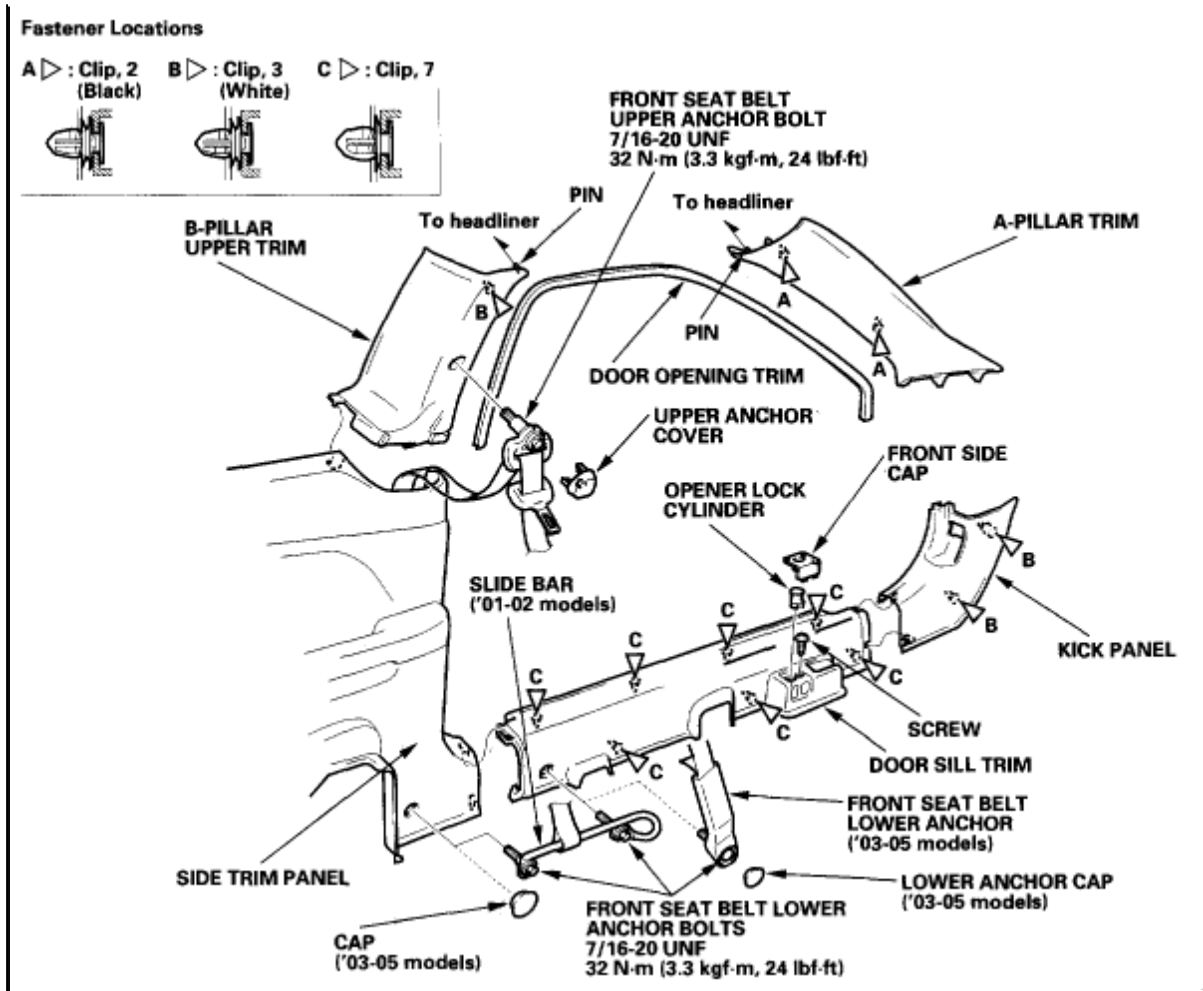 Fastener Locations
A ▷ : Clip, 2
(Black)
B ▷ : Clip, 3
(White)
C ▷ : Clip, 7
FRONT SEAT BELT
UPPER ANCHOR BOLT
7/16-20 UNF
32 N·m (3.3 kgf·m, 24 lbf·ft)
To headliner
PIN
B-PILLAR
UPPER TRIM
To headliner
A-PILLAR TRIM
B
A
PIN
A
DOOR OPENING TRIM
UPPER ANCHOR
COVER
FRONT SIDE
CAP
OPENER LOCK
CYLINDER
SLIDE BAR
('01-02 models)
B
C
C
C
C
B
KICK PANEL
C
C
C
SCREW
DOOR SILL TRIM
FRONT SEAT BELT
LOWER ANCHOR
('03-05 models)
SIDE TRIM PANEL
LOWER ANCHOR CAP
('03-05 models)
FRONT SEAT BELT LOWER
ANCHOR BOLTS
7/16-20 UNF
32 N·m (3.3 kgf·m, 24 lbf·ft)
CAP
('03-05 models)